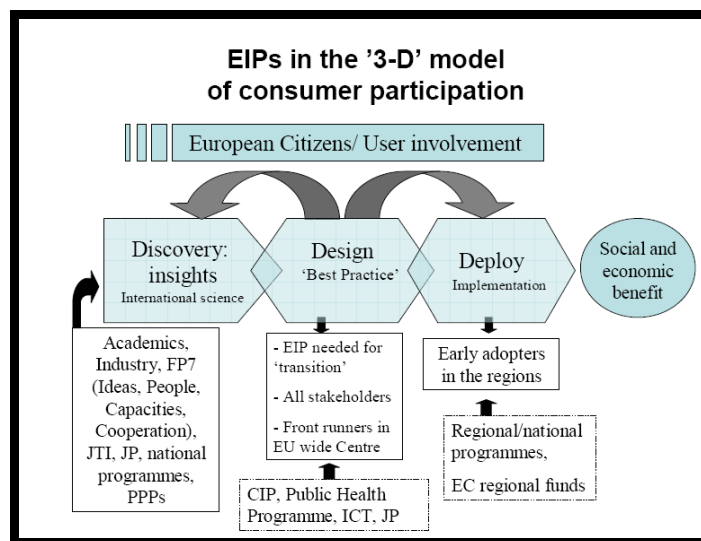 EIPs in the ’3-D’ model
of consumer participation
European Citizens/ User involvement
Discovery:
insights
International science
Design
‘Best Practice’
Deploy
Implementation
Social and
economic
benefit
Academics,
Industry, FP7
(Ideas, People,
Capacities,
Cooperation),
JTI, JP, national
programmes,
PPPs
- EIP needed for
‘transition’
- All stakeholders
- Front runners in
EU wide Centre
CIP, Public Health
Programme, ICT, JP
Early adopters
in the regions
Regional/national
programmes,
EC regional funds